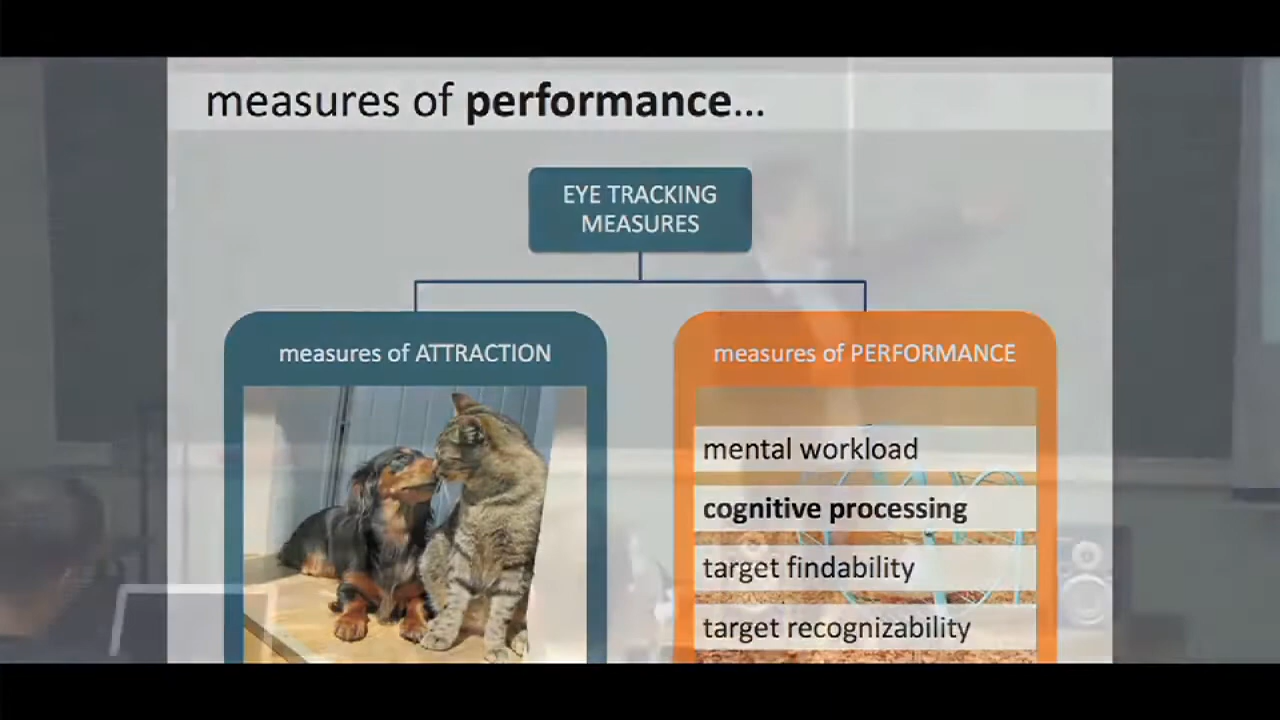 measures of performance...
EYE TRACKING
MEASURES
measures of ATTRACTION
measures of PERFORMANCE
mental workload
cognitive processing
target findability
target recognizability